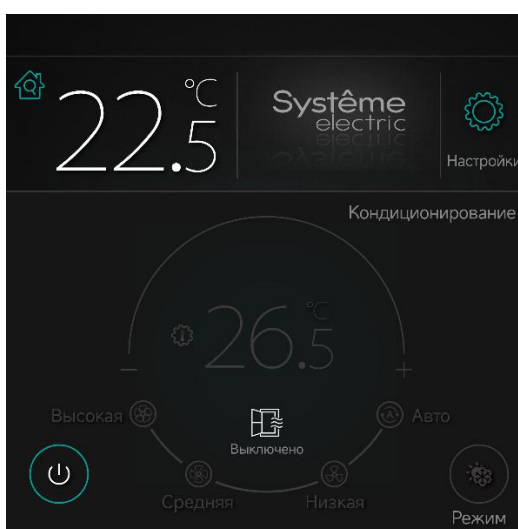 22.5 °C
Systême
electric
Настройки
Кондиционирование
26.5 °C
−
+
Высокая
A
Авто
Выключено
Средняя
Низкая
Режим